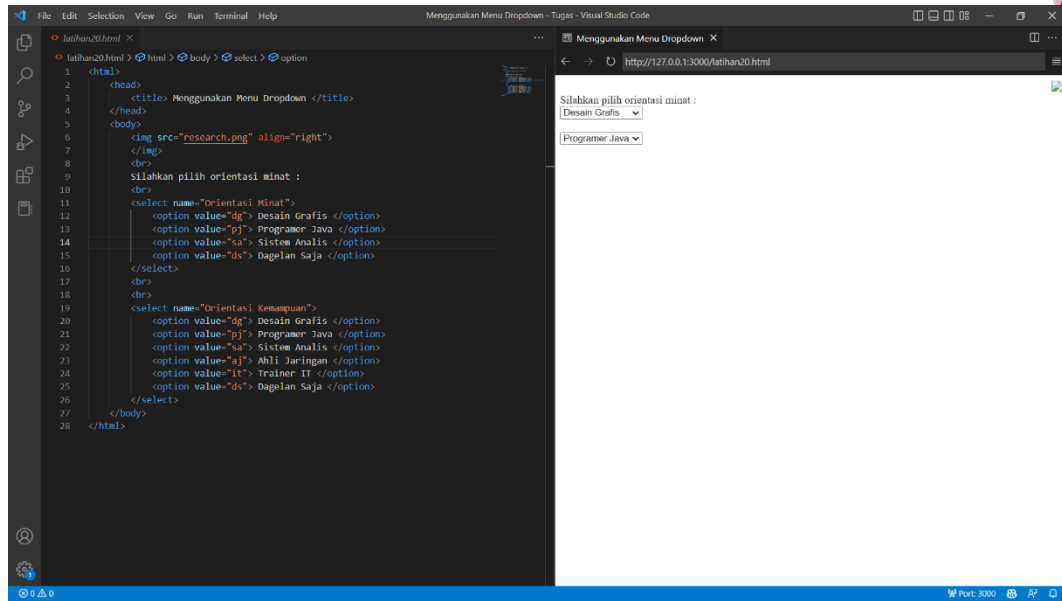 File Edit Selection View Go Run Terminal Help
Menggunakan Menu Dropdown - Tugas - Visual Studio Code
latihan20.html
latihan20.html > html > body > select > option
1 <html>
2 <head>
3 <title> Menggunakan Menu Dropdown </title>
4 </head>
5 <body>
6 <img src="research.png" align="right">
7 </img>
8 <br>
9 Silahkan pilih orientasi minat :
10 <br>
11 <select name="Orientasi Minat">
12 <option value="dg"> Desain Grafis </option>
13 <option value="pj"> Programer Java </option>
14 <option value="sa"> Sistem Analis </option>
15 <option value="ds"> Dagelan Saja </option>
16 </select>
17 <br>
18 <br>
19 <select name="Orientasi Kemampuan">
20 <option value="dg"> Desain Grafis </option>
21 <option value="pj"> Programer Java </option>
22 <option value="sa"> Sistem Analis </option>
23 <option value="aj"> Ahli Jaringan </option>
24 <option value="it"> Trainer IT </option>
25 <option value="ds"> Dagelan Saja </option>
26 </select>
27 </body>
28 </html>
Menggunakan Menu Dropdown
http://127.0.0.1:3000/latihan20.html
Silahkan pilih orientasi minat :
Desain Grafis
Programer Java
1
0 0
Port: 3000